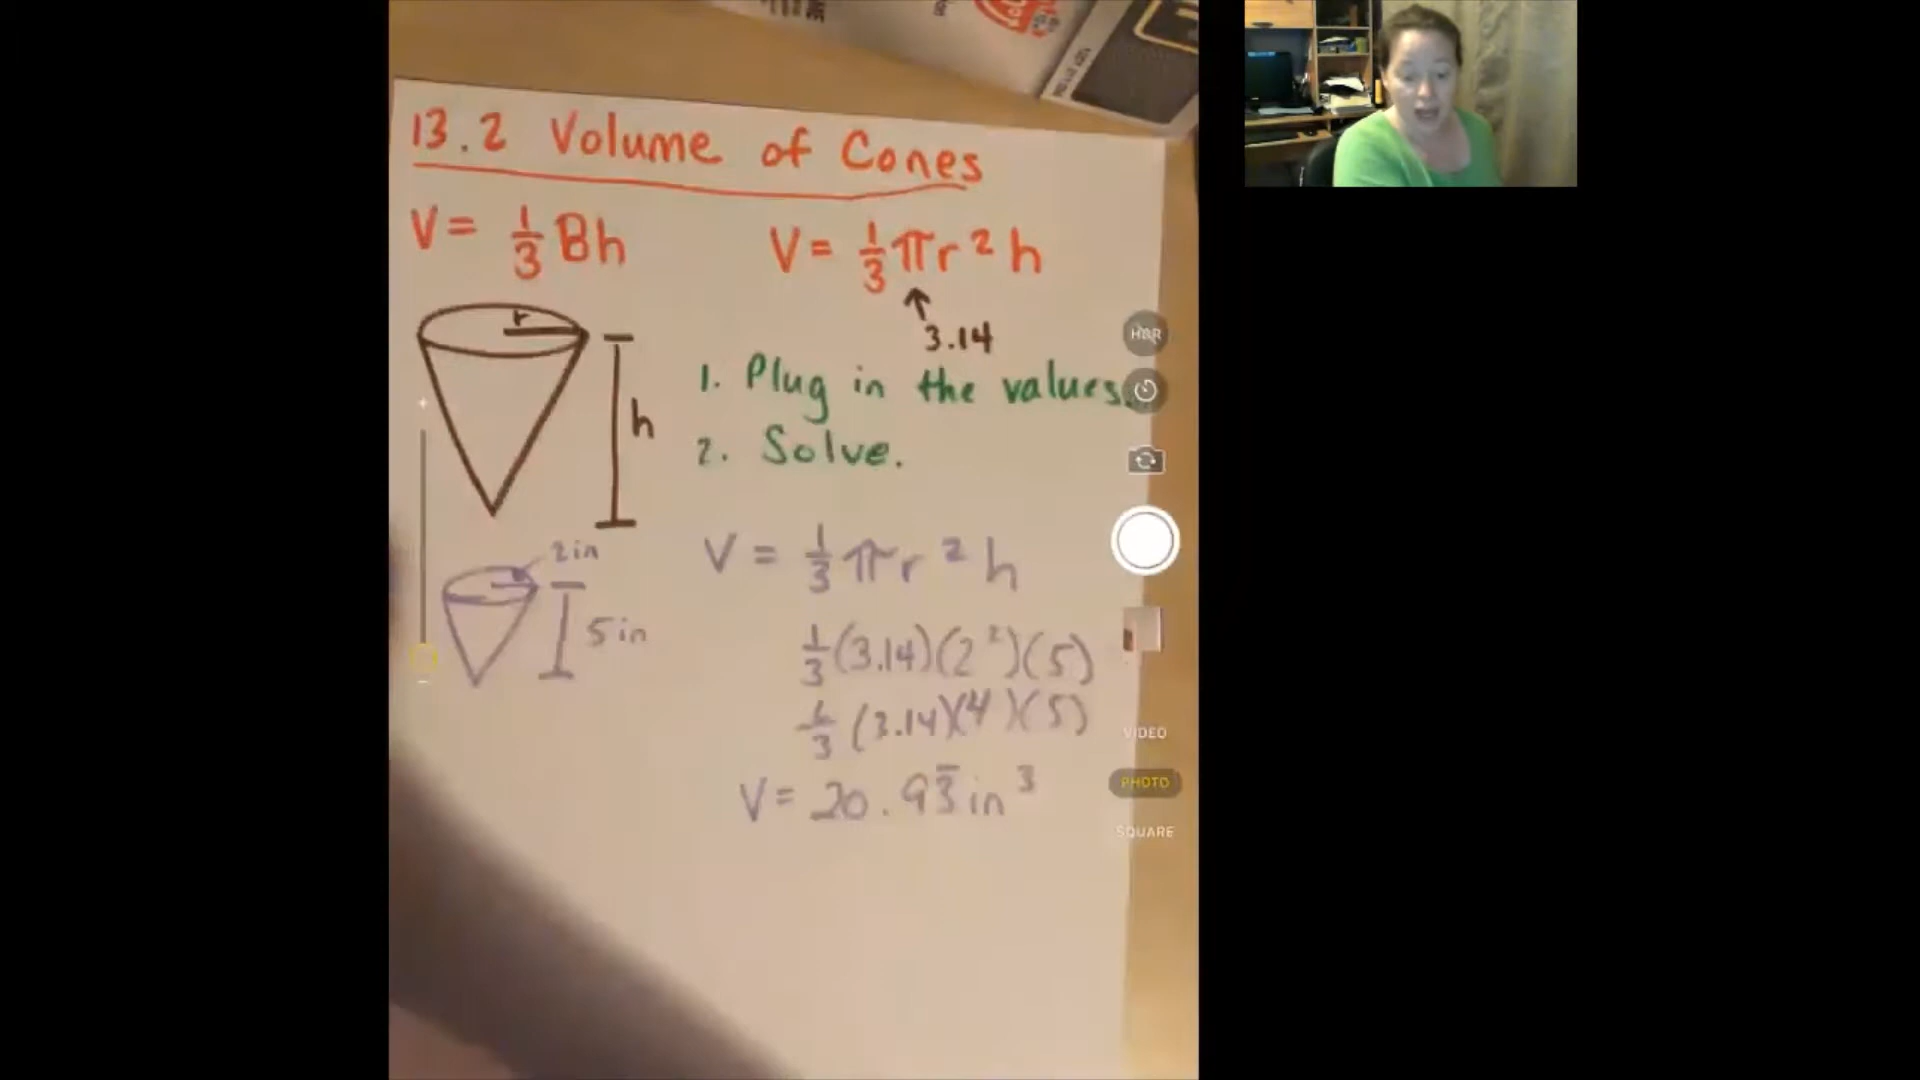 13.2 Volume of Cones
V = 1/3 Bh
V = 1/3 πr²h
3.14
r
h
1. Plug in the values.
2. Solve.
2in
5in
V = 1/3 πr²h
1/3 (3.14)(2²)(5)
1/3 (3.14)(4)(5)
V = 20.93̅ in³
HDR
VIDEO
PHOTO
SQUARE